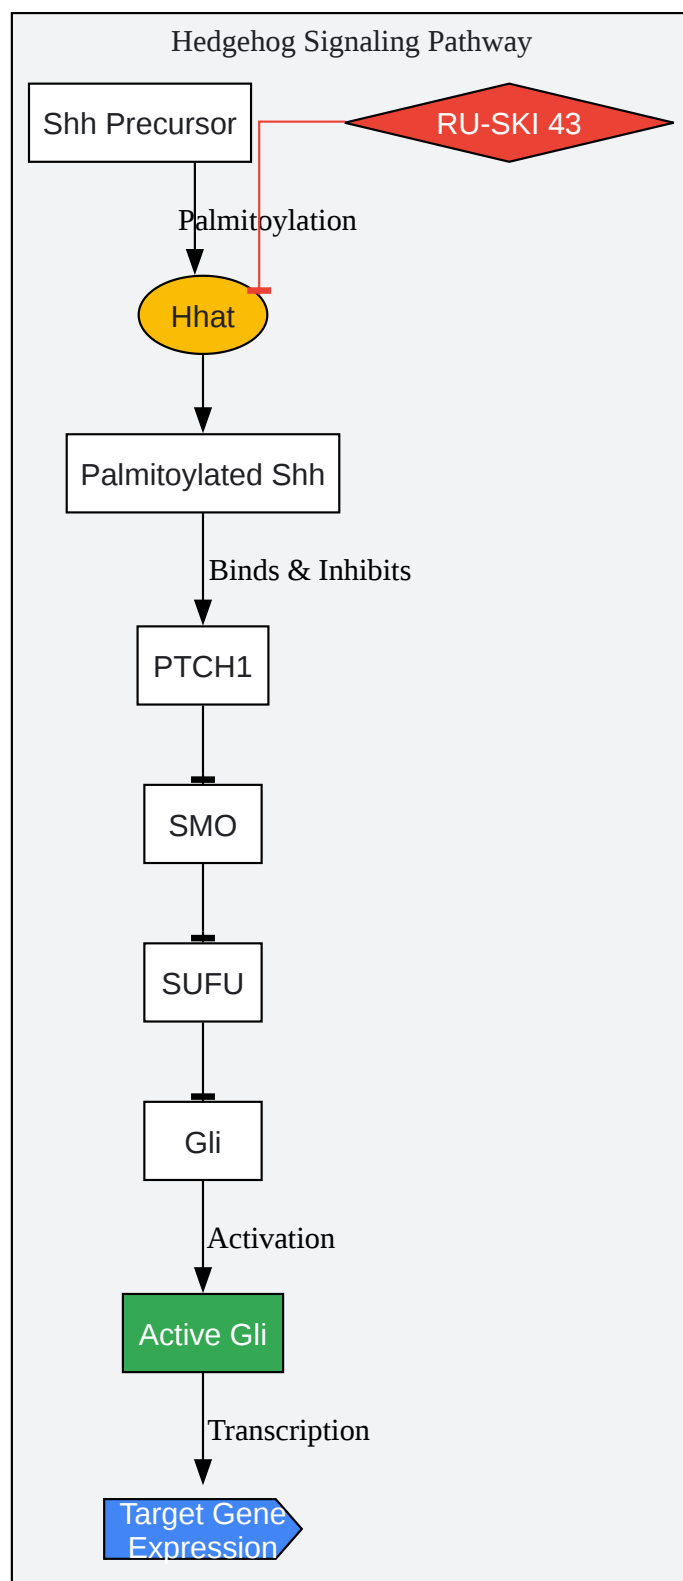 Hedgehog Signaling Pathway
Shh Precursor
RU-SKI 43
Palmitoylation
Hhat
Palmitoylated Shh
Binds & Inhibits
PTCH1
SMO
SUFU
Gli
Activation
Active Gli
Transcription
Target Gene
Expression